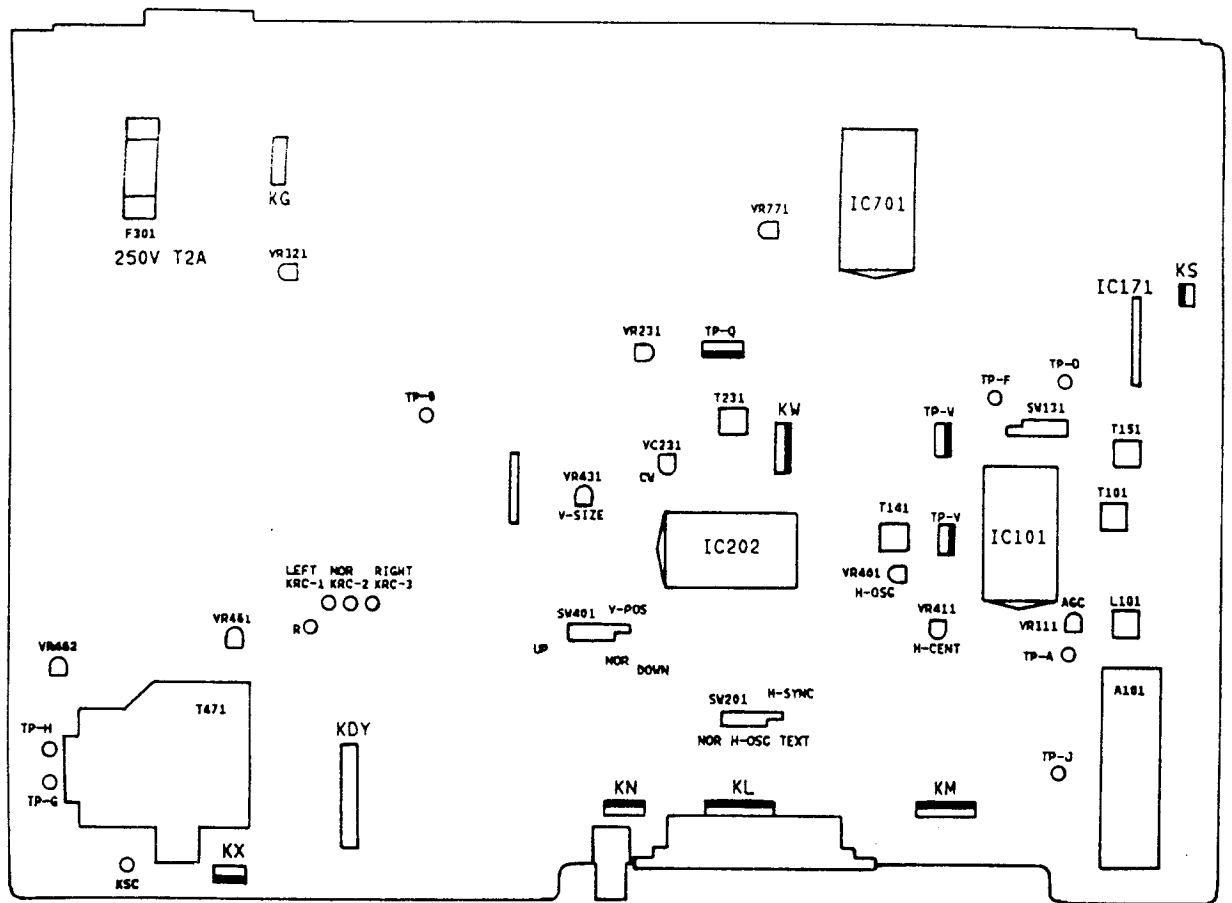 KG
F301
250V T2A
VR321
VR771
IC701
KS
IC171
VR231
TP-Q
TP-D
TP-F
SW131
TP-B
T231
KW
TP-W
T151
VC231
CW
VR431
V-SIZE
IC202
T141
TP-V
IC101
T101
VR401
H-OSC
LEFT NOR RIGHT
KRC-1 KRC-2 KRC-3
R
VR461
VR462
SW401 V-POS
UP NOR DOWN
VR411
H-CENT
AGC
VR111
L101
TP-A
A101
T471
TP-H
TP-G
KDY
SW201 H-SYNC
NOR H-OSC TEXT
TP-J
KN
KL
KM
KX
KSC